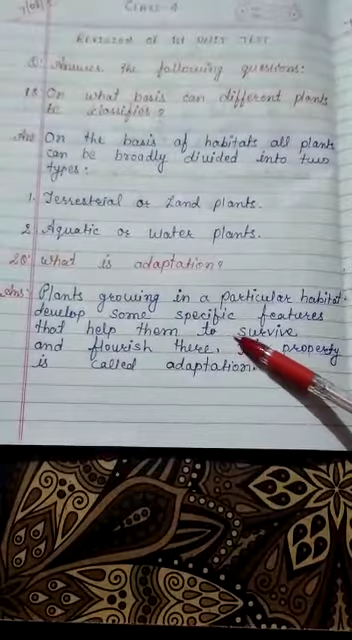 Class-4
Revision of 1st Unit Test
Q: Answer the following questions:
1Q: On what basis can different plants
be classified?
Ans: On the basis of habitats all plants
can be broadly divided into two
types:
1. Terrestrial or Land plants.
2. Aquatic or Water plants.
2Q: What is adaptation?
Ans: Plants growing in a particular habitat
develop some specific features
that help them to survive
and flourish there. property
is called adaptation.